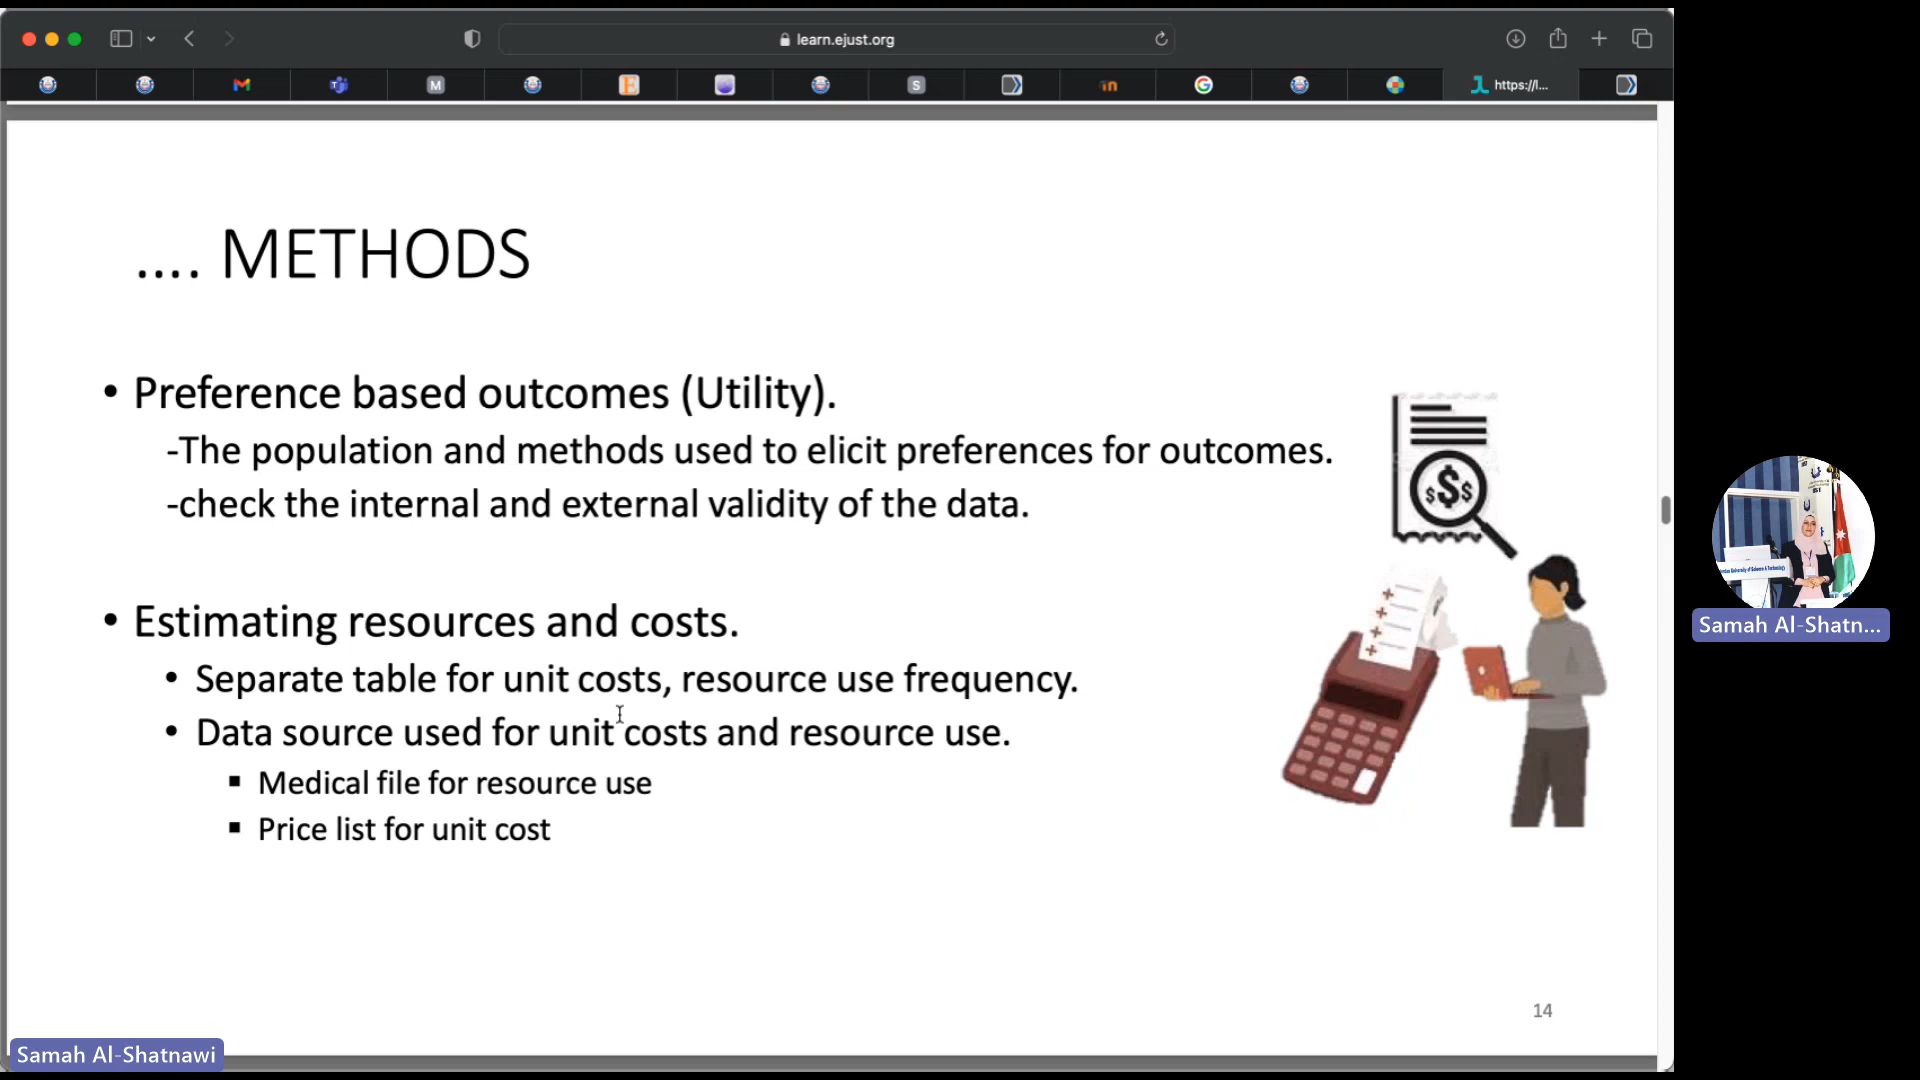 learn.ejust.org
M
S
https://l...
.... METHODS
• Preference based outcomes (Utility).
-The population and methods used to elicit preferences for outcomes.
-check the internal and external validity of the data.
• Estimating resources and costs.
• Separate table for unit costs, resource use frequency.
• Data source used for unit costs and resource use.
▪ Medical file for resource use
▪ Price list for unit cost
14
Samah Al-Shatn...
Samah Al-Shatnawi